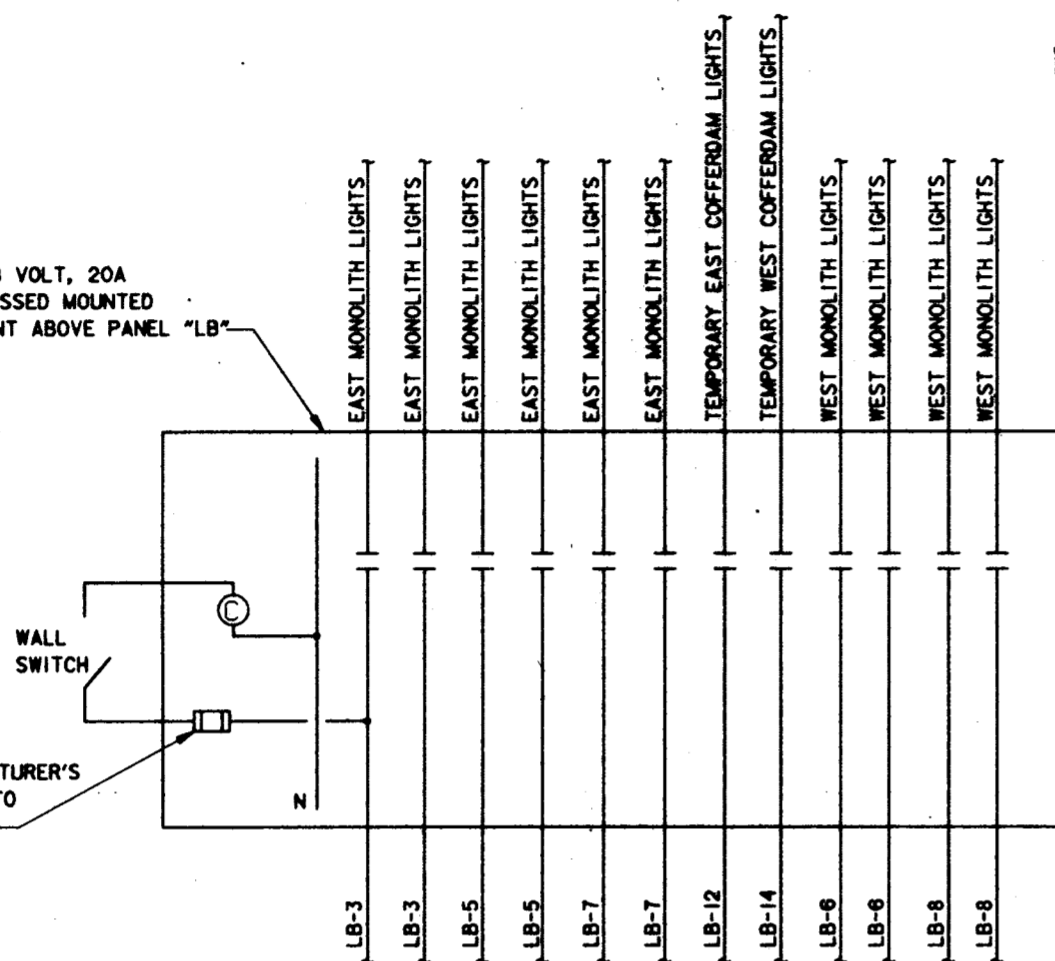 VOLT, 20A
SSED MOUNTED
NT ABOVE PANEL "LB"
EAST MONOLITH LIGHTS
EAST MONOLITH LIGHTS
EAST MONOLITH LIGHTS
EAST MONOLITH LIGHTS
EAST MONOLITH LIGHTS
EAST MONOLITH LIGHTS
TEMPORARY EAST COFFERDAM LIGHTS
TEMPORARY WEST COFFERDAM LIGHTS
WEST MONOLITH LIGHTS
WEST MONOLITH LIGHTS
WEST MONOLITH LIGHTS
WEST MONOLITH LIGHTS
C
WALL
SWITCH
TURER'S
TO
N
LB-3
LB-3
LB-5
LB-5
LB-7
LB-7
LB-12
LB-14
LB-6
LB-6
LB-8
LB-8